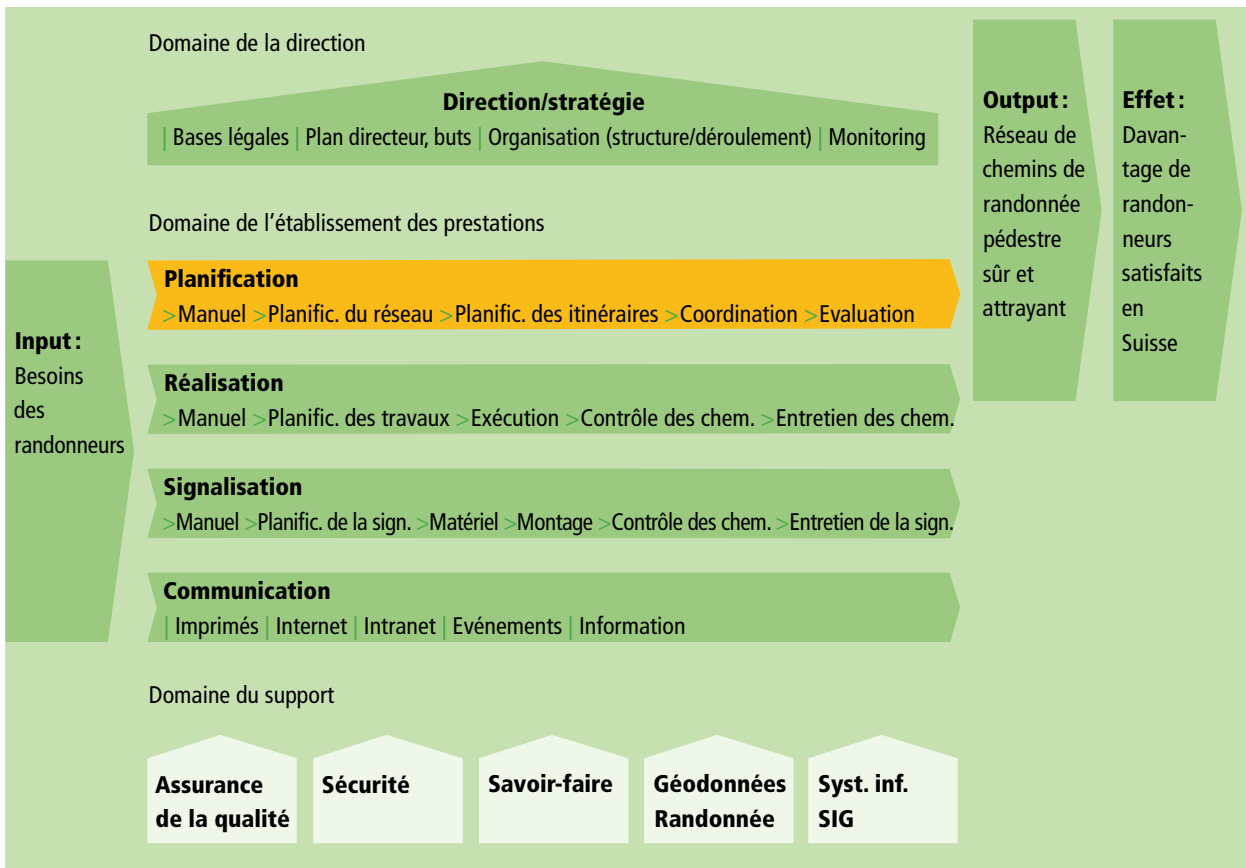 Domaine de la direction
Direction/stratégie
| Bases légales | Plan directeur, buts | Organisation (structure/déroulement) | Monitoring
Domaine de l'établissement des prestations
Planification
>Manuel >Planific. du réseau >Planific. des itinéraires >Coordination >Evaluation
Réalisation
>Manuel >Planific. des travaux >Exécution >Contrôle des chem. >Entretien des chem.
Signalisation
>Manuel >Planific. de la sign. >Matériel >Montage >Contrôle des chem. >Entretien de la sign.
Communication
| Imprimés | Internet | Intranet | Evénements | Information
Domaine du support
Assurance
de la qualité
Sécurité
Savoir-faire
Géodonnées
Randonnée
Syst. inf.
SIG
Input :
Besoins
des
randonneurs
Output :
Réseau de
chemins de
randonnée
pédestre
sûr et
attrayant
Effet :
Davan-
tage de
randon-
neurs
satisfaits
en
Suisse